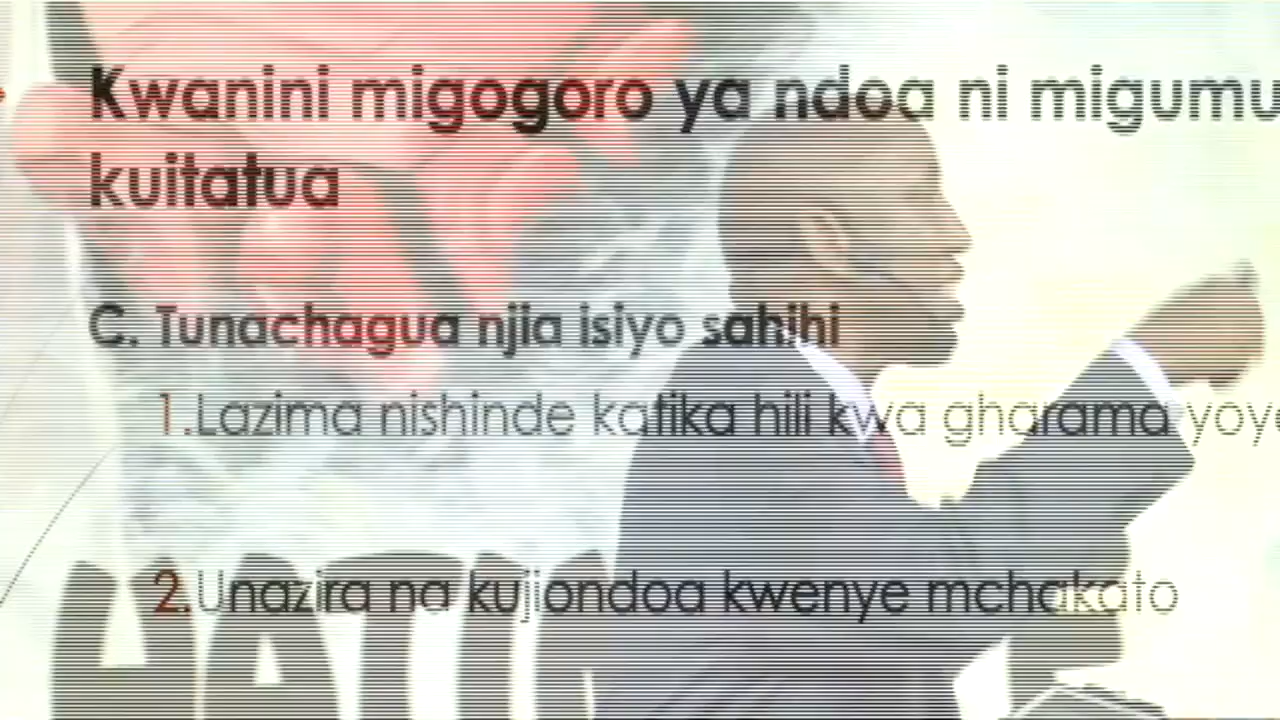 Kwanini migogoro ya ndoa ni migumu
kuitatua
C. Tunachagua njia isiyo sahihi
1.Lazima nishinde katika hili kwa gharama
2.Unazira na kujiondoa kwenye mchakato